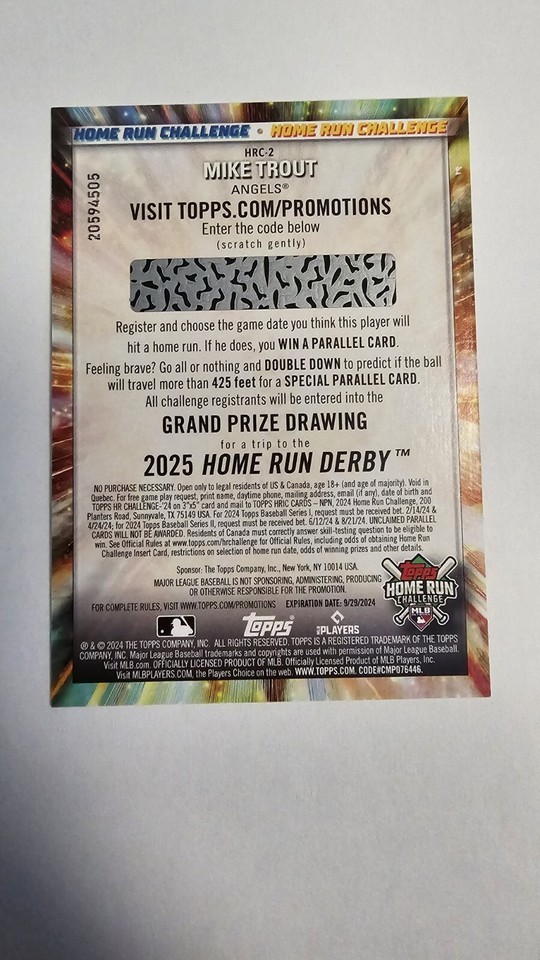 HOME RUN CHALLENGE • HOME RUN CHALLENGE
HRC-2
MIKE TROUT
ANGELS®
20594505
VISIT TOPPS.COM/PROMOTIONS
Enter the code below
(scratch gently)
Register and choose the game date you think this player will
hit a home run. If he does, you WIN A PARALLEL CARD.
Feeling brave? Go all or nothing and DOUBLE DOWN to predict if the ball
will travel more than 425 feet for a SPECIAL PARALLEL CARD.
All challenge registrants will be entered into the
GRAND PRIZE DRAWING
for a trip to the
2025 HOME RUN DERBY™
NO PURCHASE NECESSARY. Open only to legal residents of US & Canada, age 18+ (and age of majority). Void in
Quebec. For free game play request, print name, daytime phone, mailing address, email (if any), date of birth and
TOPPS HR CHALLENGE-'24 on 3"x5" card and mail to TOPPS HRIC CARDS – NPN, 2024 Home Run Challenge, 200
Planters Road, Sunnyvale, TX 75149 USA. For 2024 Topps Baseball Series I, request must be received bet. 2/14/24 &
4/24/24; for 2024 Topps Baseball Series II, request must be received bet. 6/12/24 & 8/21/24. UNCLAIMED PARALLEL
CARDS WILL NOT BE AWARDED. Residents of Canada must correctly answer skill-testing question to be eligible to
win. See Official Rules at www.topps.com/hrchallenge for Official Rules, including odds of obtaining Home Run
Challenge Insert Card, restrictions on selection of home run date, odds of winning prizes and other details.
Sponsor: The Topps Company, Inc., New York, NY 10014 USA.
MAJOR LEAGUE BASEBALL IS NOT SPONSORING, ADMINISTERING, PRODUCING
OR OTHERWISE RESPONSIBLE FOR THE PROMOTION.
FOR COMPLETE RULES, VISIT WWW.TOPPS.COM/PROMOTIONS EXPIRATION DATE: 9/29/2024
Topps
HOME RUN
CHALLENGE
MLB
topps
PLAYERS
® & © 2024 THE TOPPS COMPANY, INC. ALL RIGHTS RESERVED. TOPPS IS A REGISTERED TRADEMARK OF THE TOPPS
COMPANY, INC. Major League Baseball trademarks and copyrights are used with permission of Major League Baseball.
Visit MLB.com. OFFICIALLY LICENSED PRODUCT OF MLB. Officially Licensed Product of MLB Players, Inc.
Visit MLBPLAYERS.COM, the Players Choice on the web. WWW.TOPPS.COM. CODE#CMP076446.